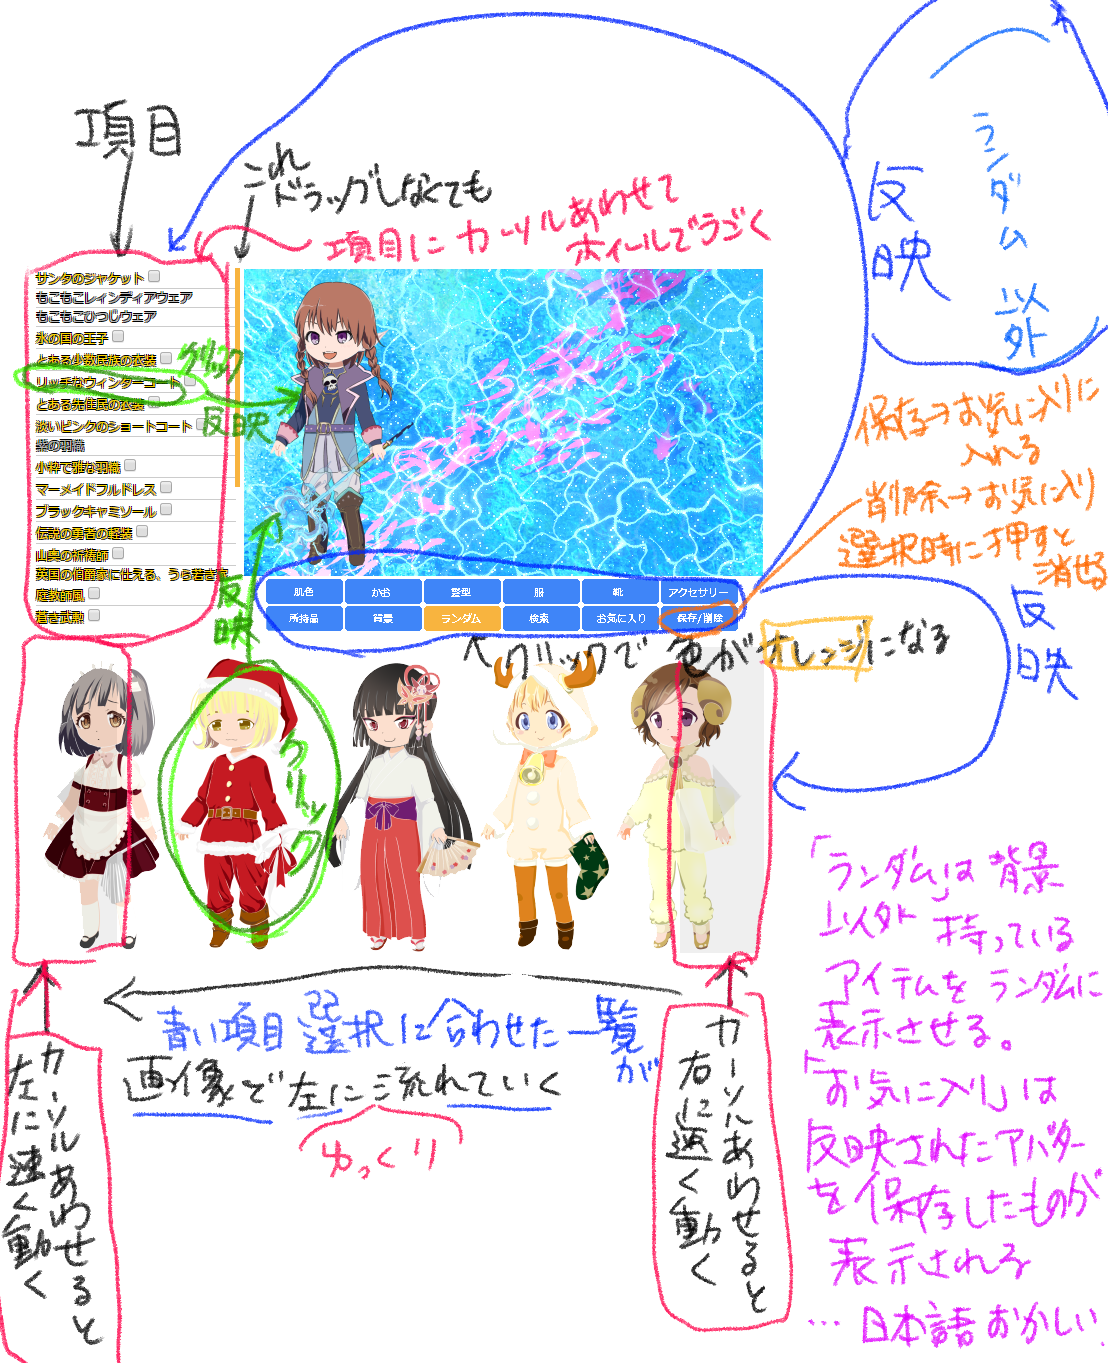 項目
これ
ドラッグしなくても
項目にカーソルあわせて
ホイールでうごく
反映
ランダム
以外
サンタのジャケット
もこもこレィンディアウェア
もこもこひつじウェア
氷の国の王子
とある少数民族の衣装
リッチなウィンターコート
とある先住民の衣装
淡いピンクのショートコート
紫の羽織
小粋で雅な羽織
マーメイドフルドレス
ブラックキャミソール
伝説の勇者の軽装
山奥の祈祷師
英国の伯爵家に仕える、うら若き家
庭教師風
蒼き武勲
クリック
反映
反映
クリック
保存→お気に入りに
入れる
削除→お気に入り
選択時に押すと
消せる
肌色 かお 髪型 服 靴 アクセサリー
所持品 背景 ランダム 検索 お気に入り 保存/削除
クリックで色がオレンジになる
反映
青い項目選択に合わせた一覧が
画像で左に流れていく
ゆっくり
カーソルあわせると
左に速く動く
カーソルあわせると
右に速く動く
「ランダム」は背景
以外 持っている
アイテムをランダムに
表示させる。
「お気に入り」は
反映されたアバター
を保存したものが
表示される
…日本語おかしい